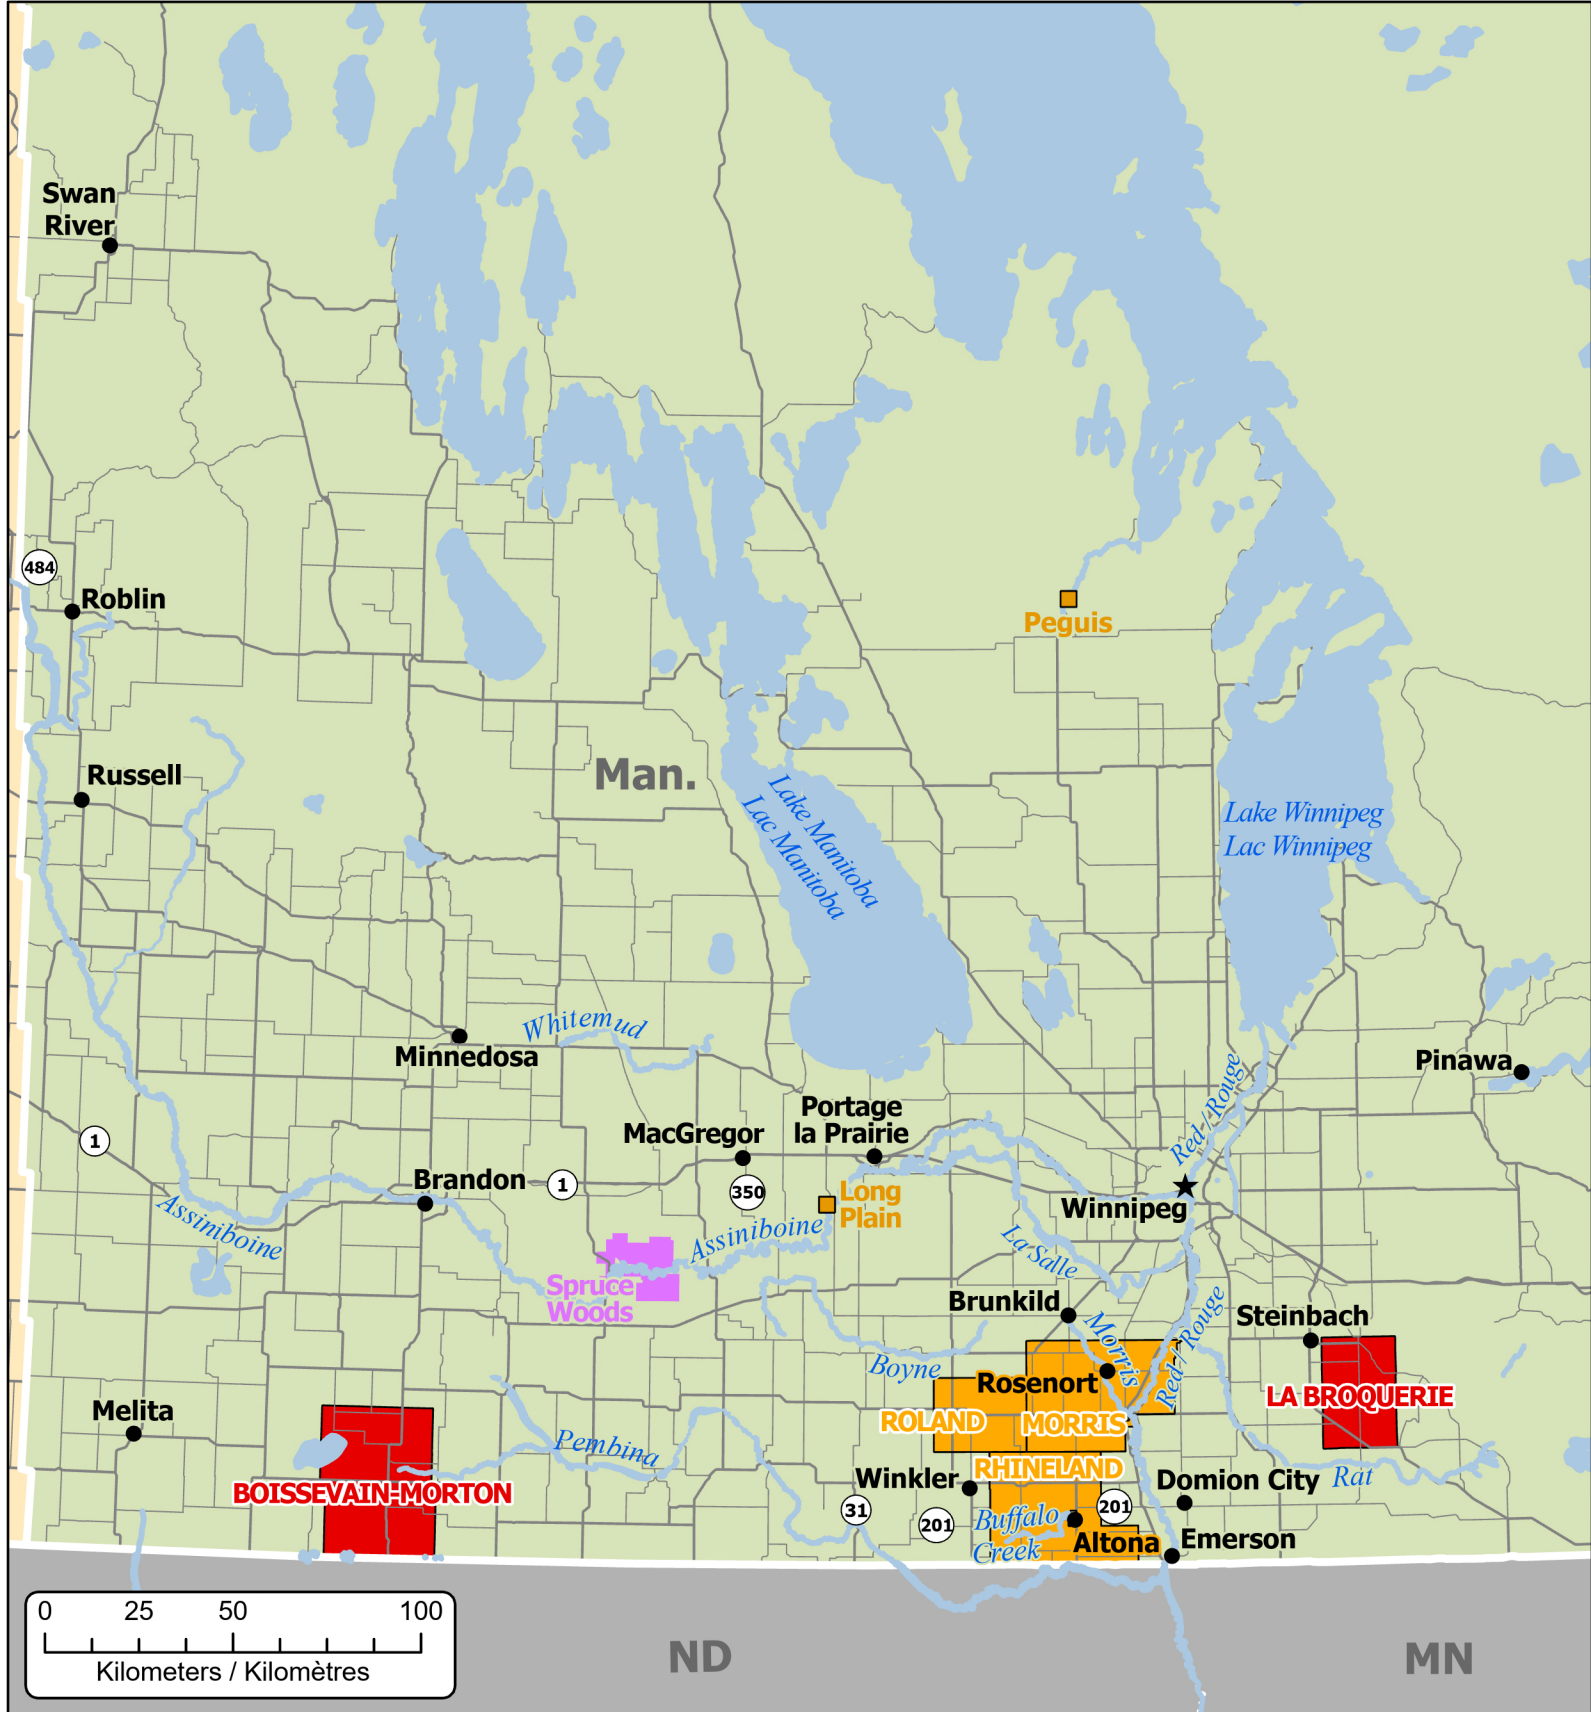 Swan
River
484
Roblin
Peguis
Russell
Man.
Lake Manitoba
Lac Manitoba
Lake Winnipeg
Lac Winnipeg
Whitemud
Minnedosa
Pinawa
Red / Rouge
Portage
la Prairie
MacGregor
1
Brandon
1
350
Long
Plain
Winnipeg
Assiniboine
Assiniboine
La Salle
Spruce
Woods
Brunkild
Morris
Red / Rouge
Steinbach
Boyne
Rosenort
LA BROQUERIE
Melita
ROLAND
MORRIS
Pembina
RHINELAND
Winkler
Domion City
Rat
BOISSEVAIN-MORTON
31
201
Buffalo
Creek
201
Altona
Emerson
0 25 50 100
Kilometers / Kilomètres
ND
MN